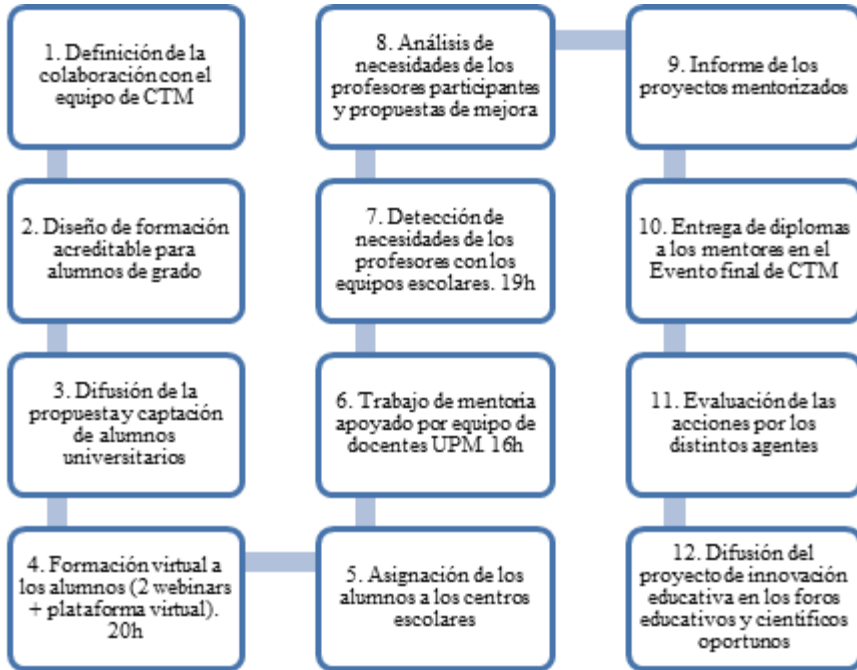 1. Definición de la
colaboración con el
equipo de CTM
2. Diseño de formación
acreditable para
alumnos de grado
3. Difusión de la
propuesta y captación
de alumnos
universitarios
4. Formación virtual a
los alumnos (2 webinars
+ plataforma virtual).
20h
5. Asignación de los
alumnos a los centros
escolares
6. Trabajo de mentoria
apoyado por equipo de
docentes UPM. 16h
7. Detección de
necesidades de los
profesores con los
equipos escolares. 19h
8. Análisis de
necesidades de los
profesores participantes
y propuestas de mejora
9. Informe de los
proyectos mentorizados
10. Entrega de diplomas
a los mentores en el
Evento final de CTM
11. Evaluación de las
acciones por los
distintos agentes
12. Difusión del
proyecto de innovación
educativa en los foros
educativos y científicos
oportunos